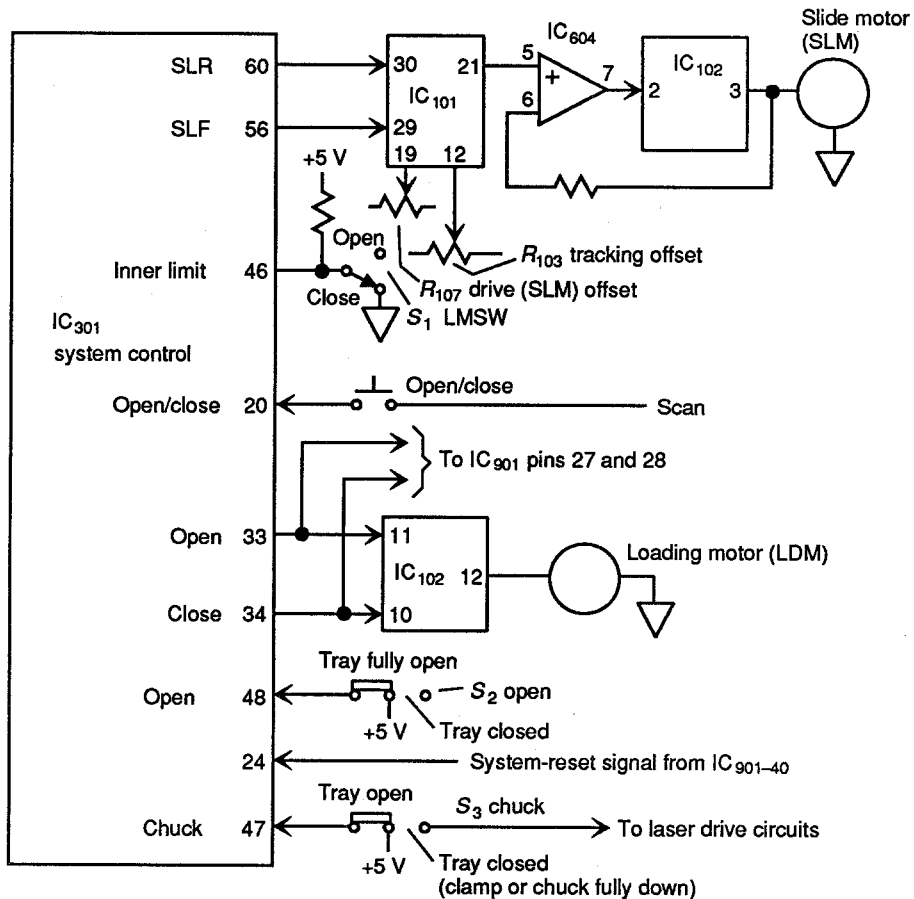 Slide motor
(SLM)
IC604
SLR 60
30 21
5
+
7
IC102
2 3
IC101
6
SLF 56
29
19 12
+5 V
Open
R103 tracking offset
Inner limit 46
Close
R107 drive (SLM) offset
S1 LMSW
IC301
system control
Open/close 20
Open/close
Scan
To IC901 pins 27 and 28
Open 33
11
Loading motor (LDM)
IC102
12
Close 34
10
Tray fully open
Open 48
S2 open
+5 V
Tray closed
24
System-reset signal from IC901–40
Tray open
Chuck 47
S3 chuck
To laser drive circuits
+5 V
Tray closed
(clamp or chuck fully down)